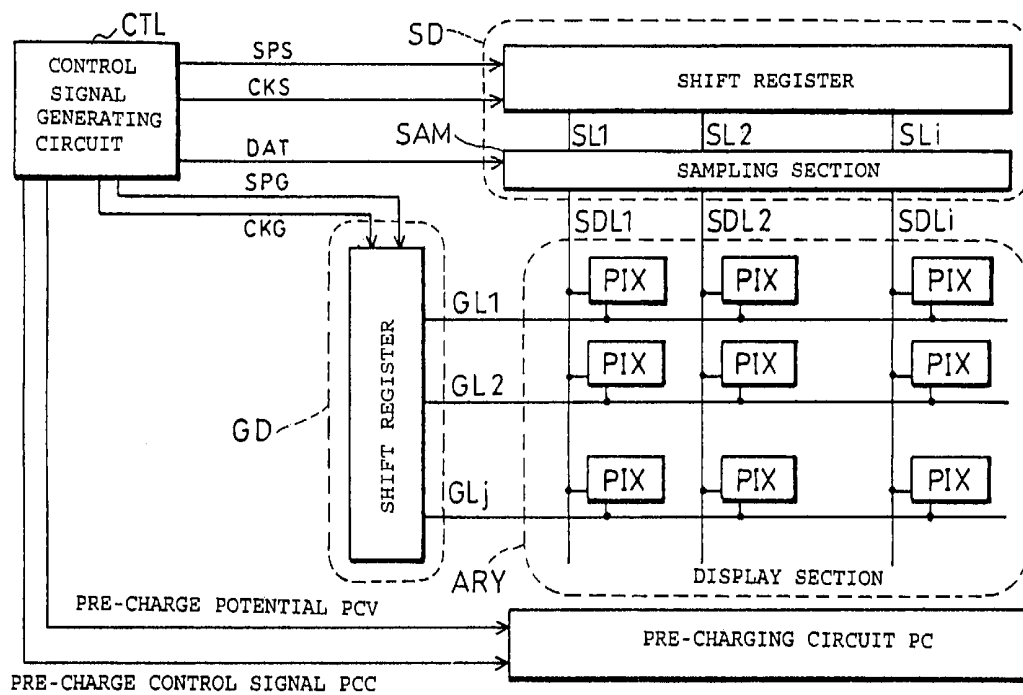 CTL
SD
CONTROL
SIGNAL
GENERATING
CIRCUIT
SPS
CKS
DAT
SPG
CKG
SHIFT REGISTER
SL1 SL2 SLi
SAM
SAMPLING SECTION
SDL1 SDL2 SDLi
PIX PIX PIX
GL1
PIX PIX PIX
GL2
SHIFT REGISTER
GD
PIX PIX PIX
GLj
ARY
DISPLAY SECTION
PRE-CHARGE POTENTIAL PCV
PRE-CHARGING CIRCUIT PC
PRE-CHARGE CONTROL SIGNAL PCC